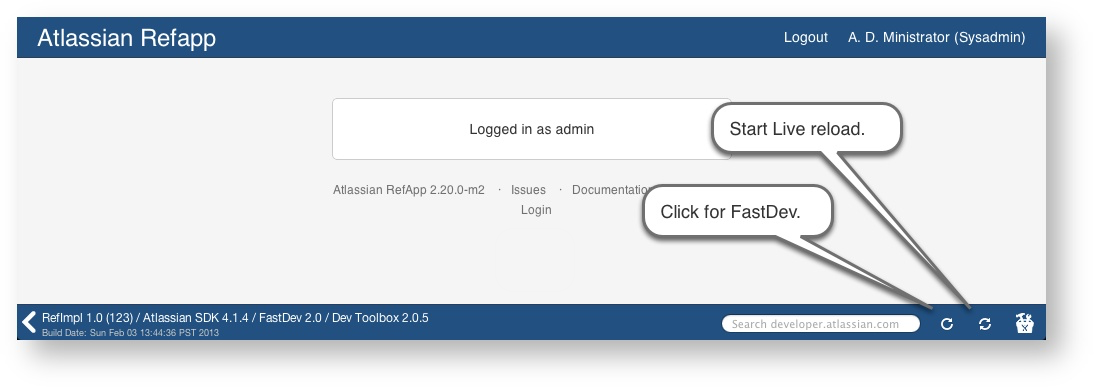 Atlassian Refapp
Logout A. D. Ministrator (Sysadmin)
Logged in as admin
Start Live reload.
Atlassian RefApp 2.20.0-m2 · Issues · Documentatio
Click for FastDev.
Login
RefImpl 1.0 (123) / Atlassian SDK 4.1.4 / FastDev 2.0 / Dev Toolbox 2.0.5
Build Date: Sun Feb 03 13:44:36 PST 2013
Search developer.atlassian.com